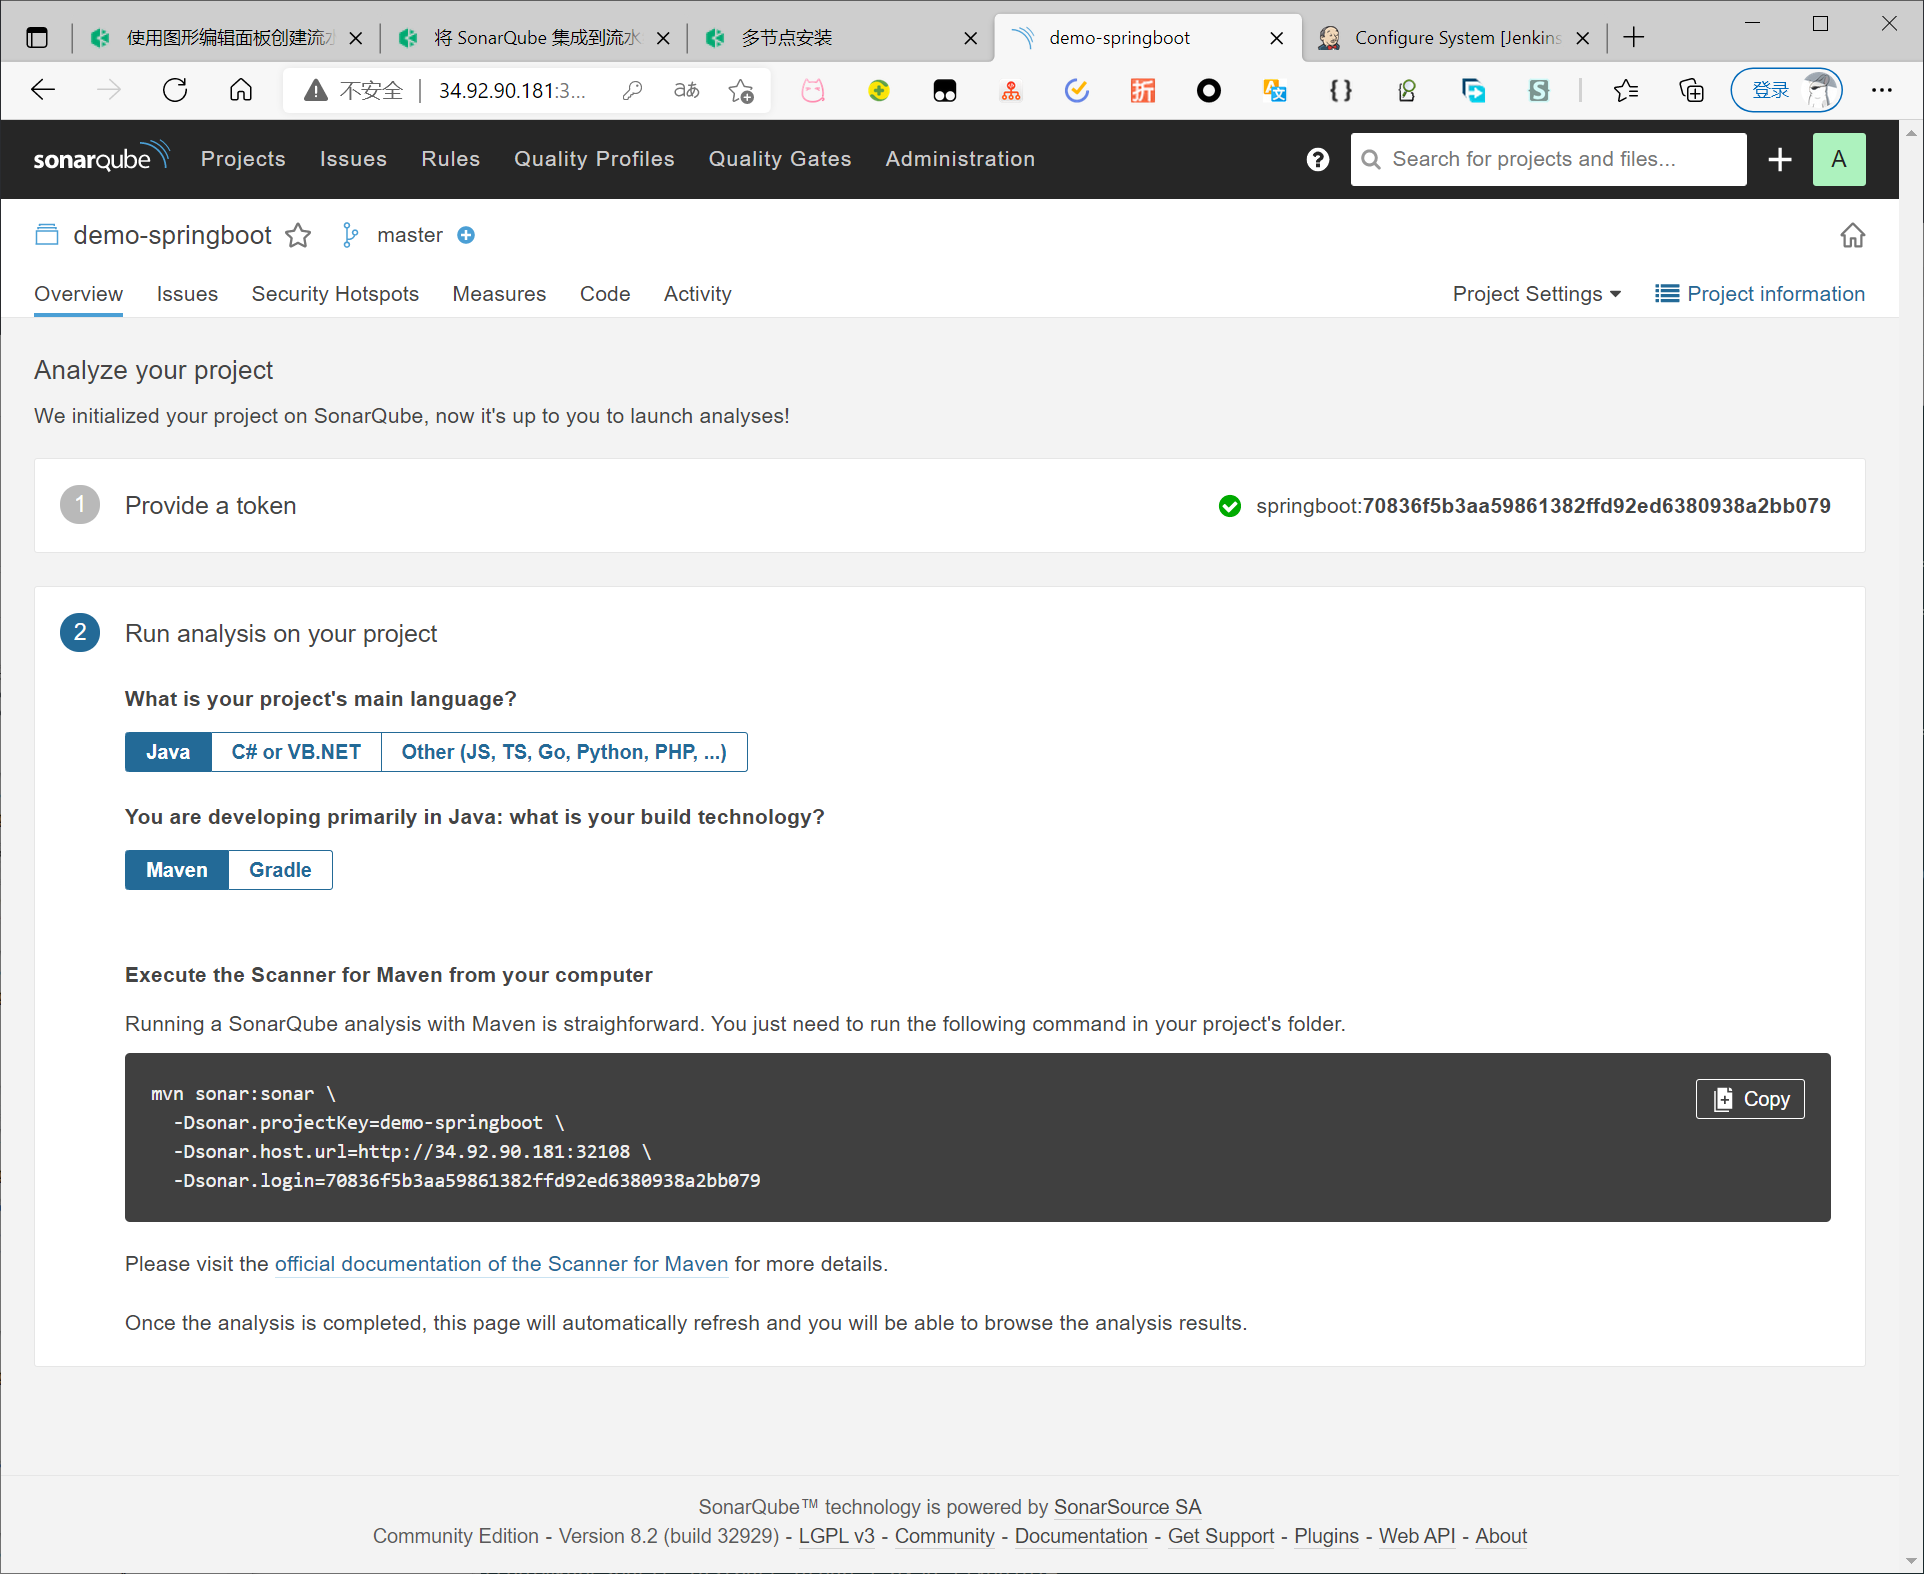 使用图形编辑面板创建流水
将 SonarQube 集成到流水
多节点安装
demo-springboot
Configure System [Jenkins
不安全
34.92.90.181:3...
aあ
折
登录
sonarqube
Projects
Issues
Rules
Quality Profiles
Quality Gates
Administration
Search for projects and files...
A
demo-springboot
master
Overview
Issues
Security Hotspots
Measures
Code
Activity
Project Settings
Project information
Analyze your project
We initialized your project on SonarQube, now it's up to you to launch analyses!
1
Provide a token
springboot:70836f5b3aa59861382ffd92ed6380938a2bb079
2
Run analysis on your project
What is your project's main language?
Java
C# or VB.NET
Other (JS, TS, Go, Python, PHP, ...)
You are developing primarily in Java: what is your build technology?
Maven
Gradle
Execute the Scanner for Maven from your computer
Running a SonarQube analysis with Maven is straighforward. You just need to run the following command in your project's folder.
mvn sonar:sonar \
-Dsonar.projectKey=demo-springboot \
-Dsonar.host.url=http://34.92.90.181:32108 \
-Dsonar.login=70836f5b3aa59861382ffd92ed6380938a2bb079
Copy
Please visit the official documentation of the Scanner for Maven for more details.
Once the analysis is completed, this page will automatically refresh and you will be able to browse the analysis results.
SonarQube™ technology is powered by SonarSource SA
Community Edition - Version 8.2 (build 32929) - LGPL v3 - Community - Documentation - Get Support - Plugins - Web API - About